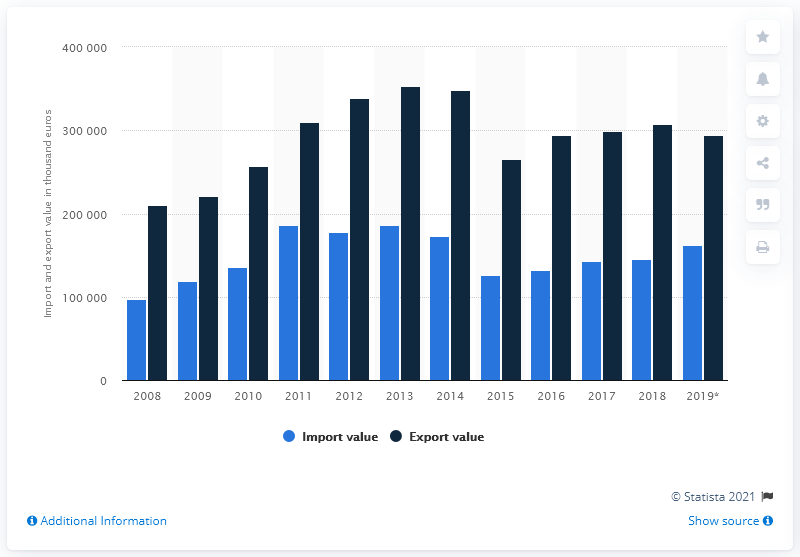 400 000
300 000
200 000
100 000
0
Import and export value in thousand euros
2008 2009 2010 2011 2012 2013 2014 2015 2016 2017 2018 2019*
Import value Export value
© Statista 2021
Additional Information Show source